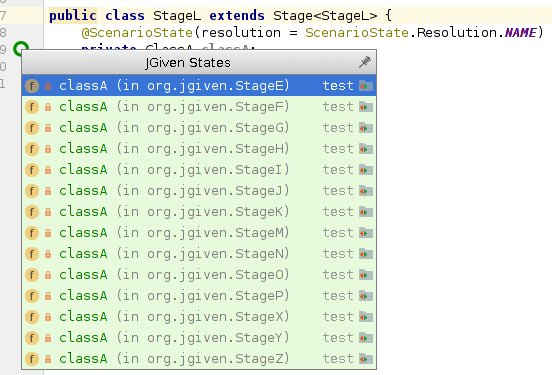 7 public class StageL extends Stage<StageL> {
8 @ScenarioState(resolution = ScenarioState.Resolution.NAME)
9 private ClassA classA;
JGiven States
classA (in org.jgiven.StageE) test
classA (in org.jgiven.StageF) test
classA (in org.jgiven.StageG) test
classA (in org.jgiven.StageH) test
classA (in org.jgiven.StageI) test
classA (in org.jgiven.StageJ) test
classA (in org.jgiven.StageK) test
classA (in org.jgiven.StageM) test
classA (in org.jgiven.StageN) test
classA (in org.jgiven.StageO) test
classA (in org.jgiven.StageP) test
classA (in org.jgiven.StageX) test
classA (in org.jgiven.StageY) test
classA (in org.jgiven.StageZ) test